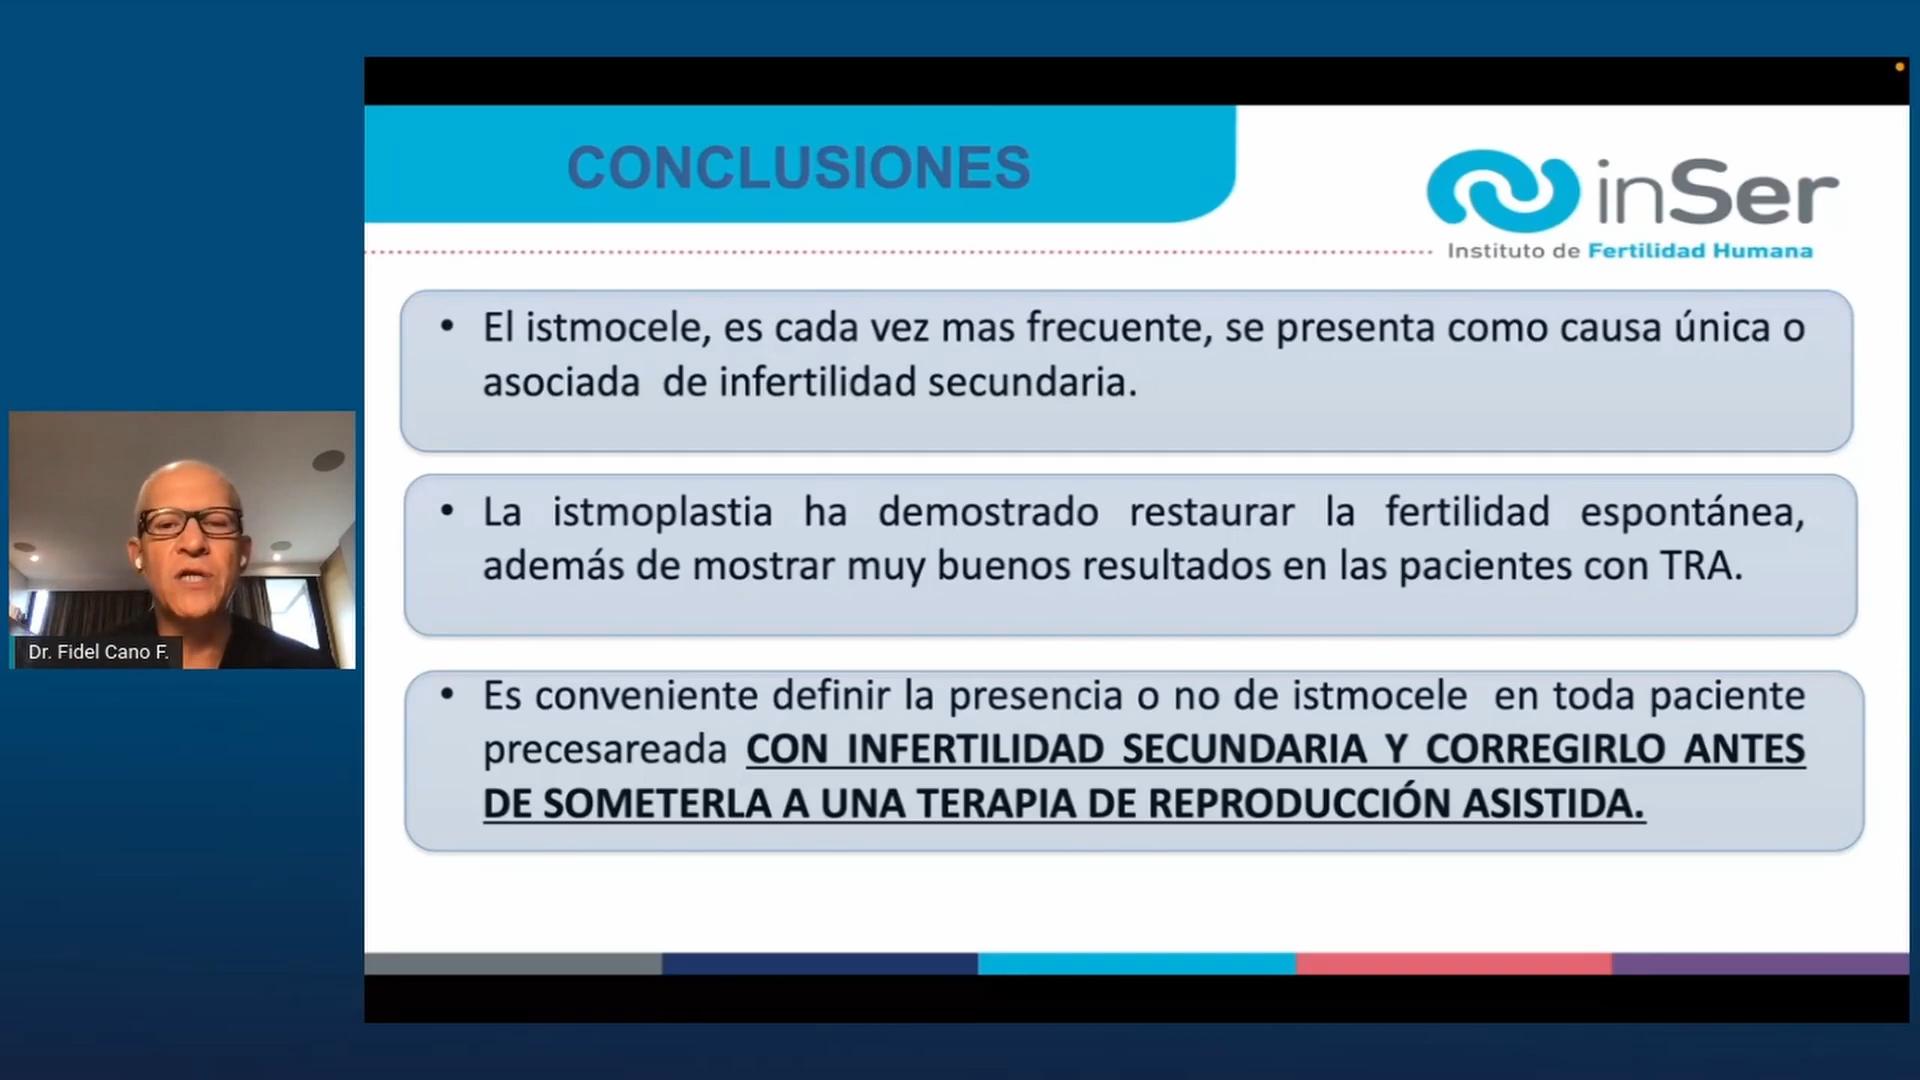 CONCLUSIONES
inSer
Instituto de Fertilidad Humana
• El istmocele, es cada vez mas frecuente, se presenta como causa única o
asociada  de infertilidad secundaria.
• La istmoplastia ha demostrado restaurar la fertilidad espontánea,
además de mostrar muy buenos resultados en las pacientes con TRA.
• Es conveniente definir la presencia o no de istmocele  en toda paciente
precesareada CON INFERTILIDAD SECUNDARIA Y CORREGIRLO ANTES
DE SOMETERLA A UNA TERAPIA DE REPRODUCCIÓN ASISTIDA.
Dr. Fidel Cano F.